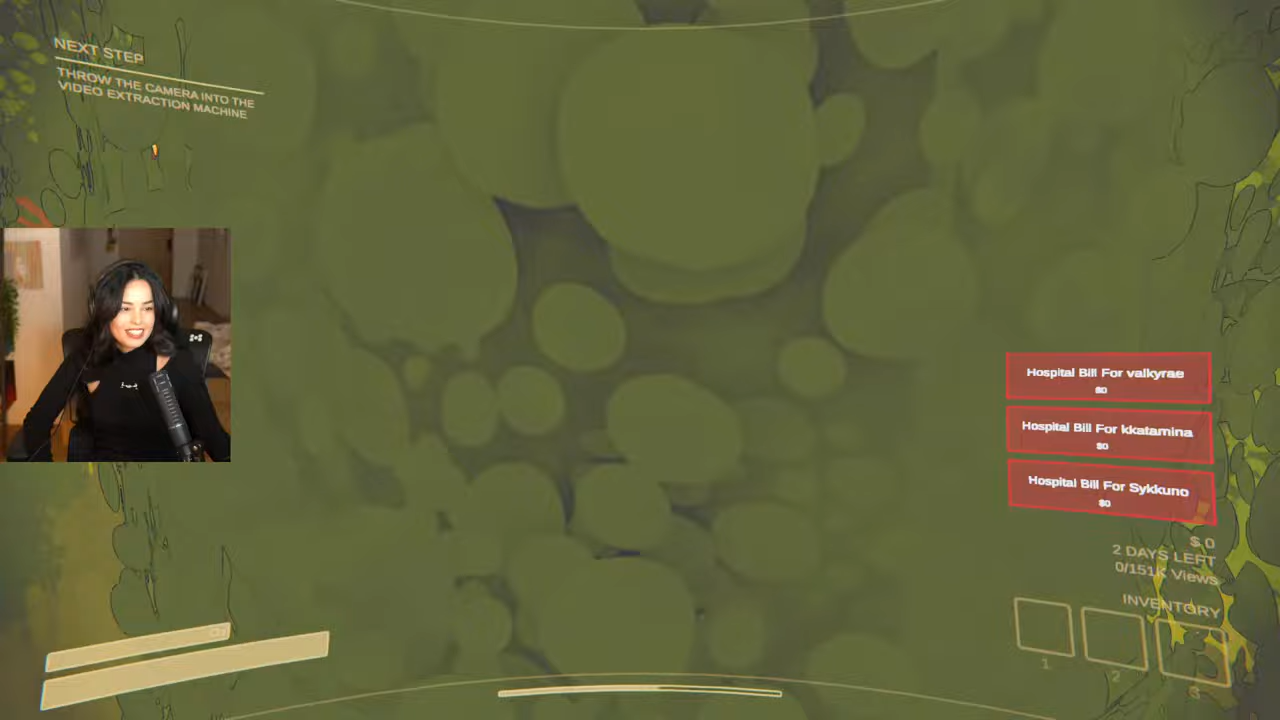 NEXT STEP
THROW THE CAMERA INTO THE
VIDEO EXTRACTION MACHINE
Hospital Bill For valkyrae
$0
Hospital Bill For kkatamina
$0
Hospital Bill For Sykkuno
$0
$ 0
2 DAYS LEFT
0/151K Views
INVENTORY
1
2
3